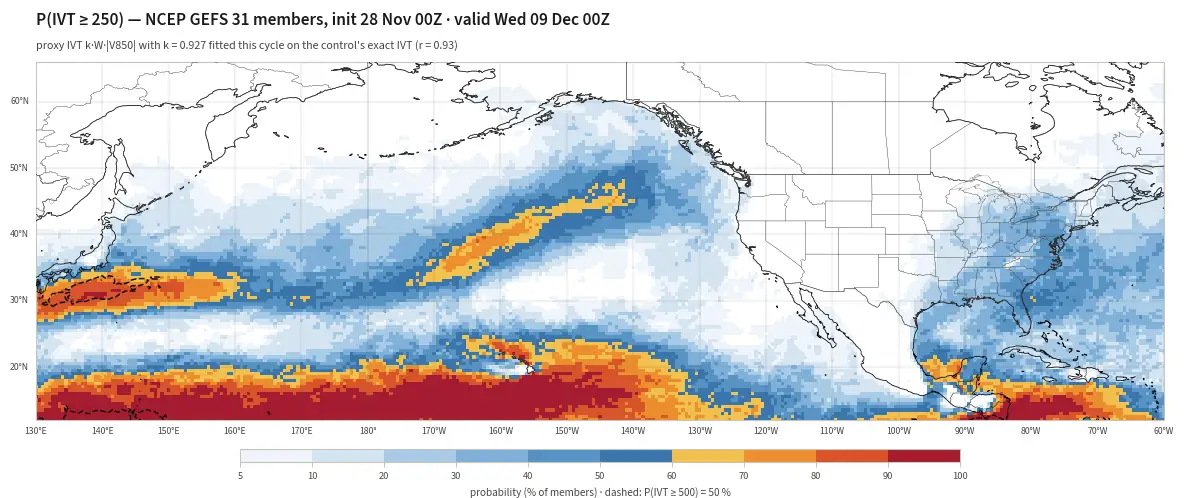 P(IVT ≥ 250) — NCEP GEFS 31 members, init 28 Nov 00Z · valid Wed 09 Dec 00Z
proxy IVT k·W·|V850| with k = 0.927 fitted this cycle on the control's exact IVT (r = 0.93)
60°N
50°N
40°N
30°N
20°N
130°E 140°E 150°E 160°E 170°E 180° 170°W 160°W 150°W 140°W 130°W 120°W 110°W 100°W 90°W 80°W 70°W 60°W
5 10 20 30 40 50 60 70 80 90 100
probability (% of members) · dashed: P(IVT ≥ 500) = 50 %